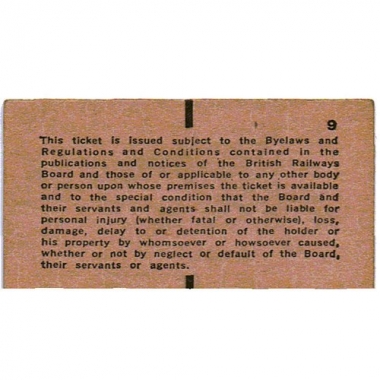 9
This ticket is issued subject to the Byelaws and
Regulations and Conditions contained in the
publications and notices of the British Railways
Board and those of or applicable to any other body
or person upon whose premises the ticket is available
and to the special condition that the Board and
their servants and agents shall not be liable for
personal injury (whether fatal or otherwise), loss,
damage, delay to or detention of the holder or
his property by whomsoever or howsoever caused,
whether or not by neglect or default of the Board,
their servants or agents.